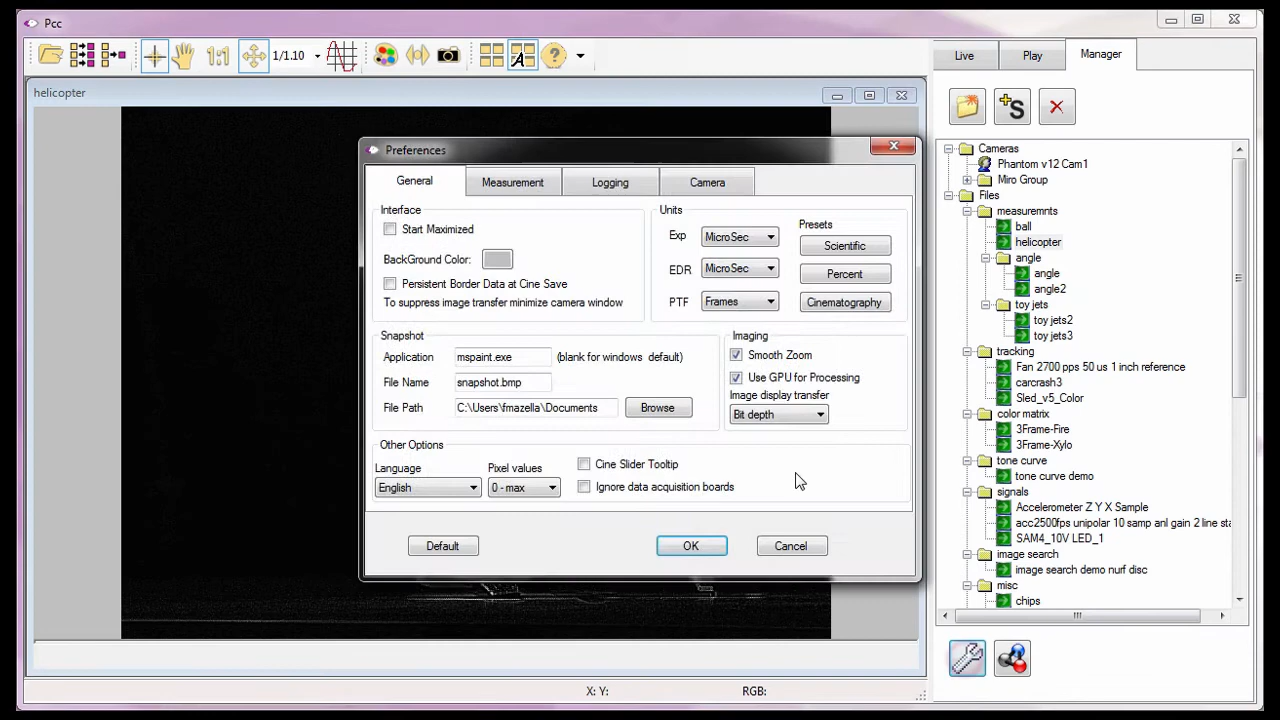 Pcc
1:1
1/1.10
A
?
Live
Play
Manager
helicopter
+S
Preferences
General
Measurement
Logging
Camera
Interface
Start Maximized
BackGround Color:
Persistent Border Data at Cine Save
To suppress image transfer minimize camera window
Units
Exp
MicroSec
EDR
MicroSec
PTF
Frames
Presets
Scientific
Percent
Cinematography
Snapshot
Application
mspaint.exe
(blank for windows default)
File Name
snapshot.bmp
File Path
C:\Users\fmazella\Documents
Browse
Imaging
Smooth Zoom
Use GPU for Processing
Image display transfer
Bit depth
Other Options
Language
English
Pixel values
0 - max
Cine Slider Tooltip
Ignore data acquisition boards
Default
OK
Cancel
Cameras
Phantom v12 Cam1
Miro Group
Files
measuremnts
ball
helicopter
angle
angle
angle2
toy jets
toy jets2
toy jets3
tracking
Fan 2700 pps 50 us 1 inch reference
carcrash3
Sled_v5_Color
color matrix
3Frame-Fire
3Frame-Xylo
tone curve
tone curve demo
signals
Accelerometer Z Y X Sample
acc2500fps unipolar 10 samp anl gain 2 line sta
SAM4_10V LED_1
image search
image search demo nurf disc
misc
chips
X: Y:
RGB: